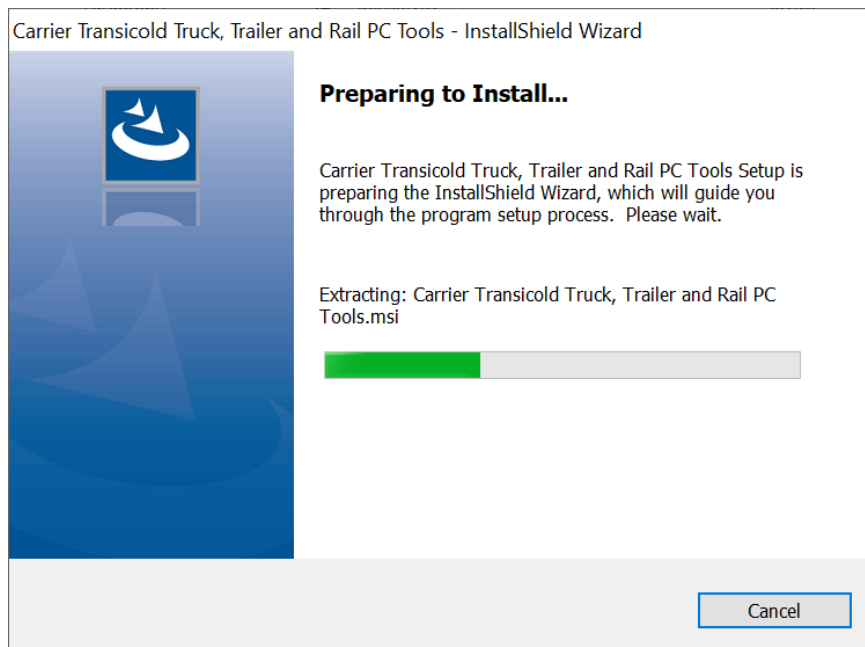 Carrier Transicold Truck, Trailer and Rail PC Tools - InstallShield Wizard
Preparing to Install...
Carrier Transicold Truck, Trailer and Rail PC Tools Setup is
preparing the InstallShield Wizard, which will guide you
through the program setup process.  Please wait.
Extracting: Carrier Transicold Truck, Trailer and Rail PC
Tools.msi
Cancel